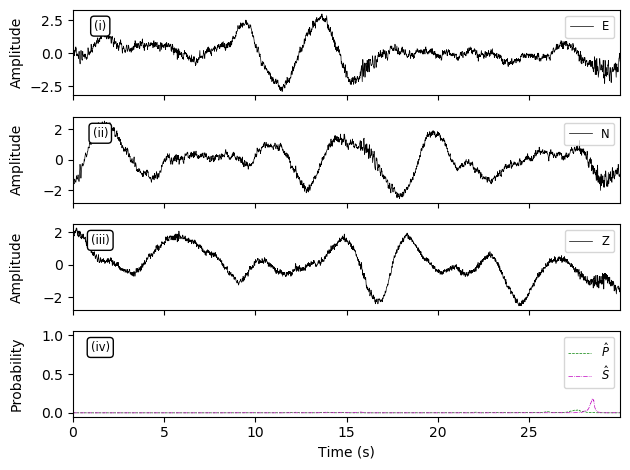 Amplitude
2.5
0.0
−2.5
(i)
E
Amplitude
2
0
−2
(ii)
N
Amplitude
2
0
−2
(iii)
Z
Probability
1.0
0.5
0.0
(iv)
P̂
Ŝ
0 5 10 15 20 25
Time (s)